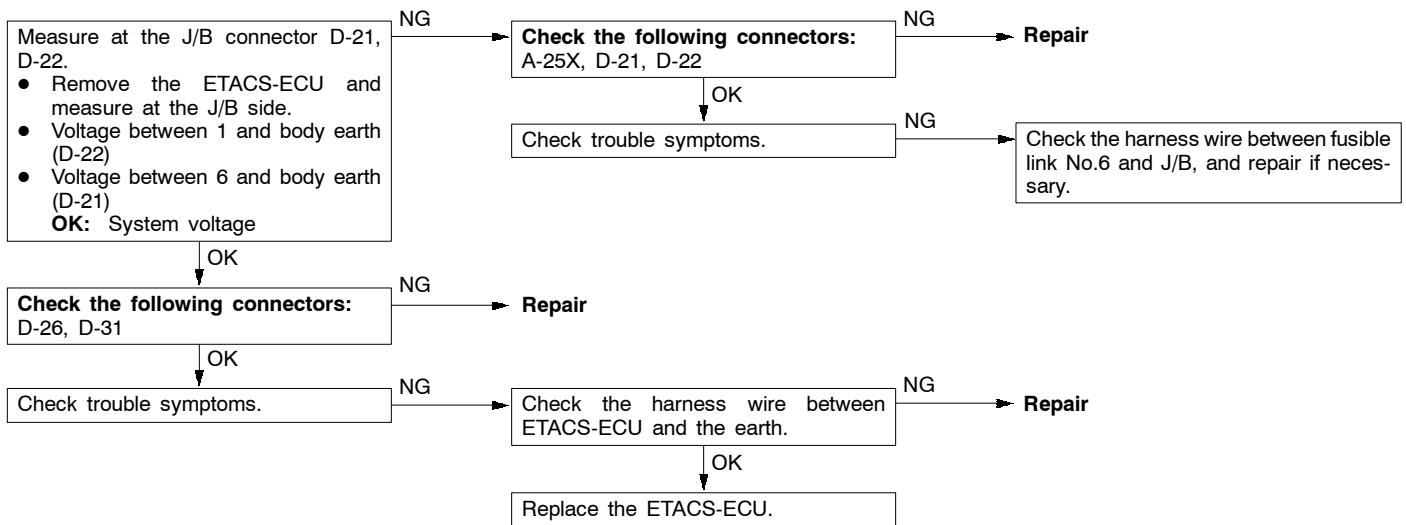 Measure at the J/B connector D-21,
D-22.
● Remove the ETACS-ECU and
measure at the J/B side.
● Voltage between 1 and body earth
(D-22)
● Voltage between 6 and body earth
(D-21)
OK: System voltage
NG
Check the following connectors:
A-25X, D-21, D-22
NG
Repair
OK
Check trouble symptoms.
NG
Check the harness wire between fusible
link No.6 and J/B, and repair if neces-
sary.
OK
Check the following connectors:
D-26, D-31
NG
Repair
OK
Check trouble symptoms.
NG
Check the harness wire between
ETACS-ECU and the earth.
NG
Repair
OK
Replace the ETACS-ECU.